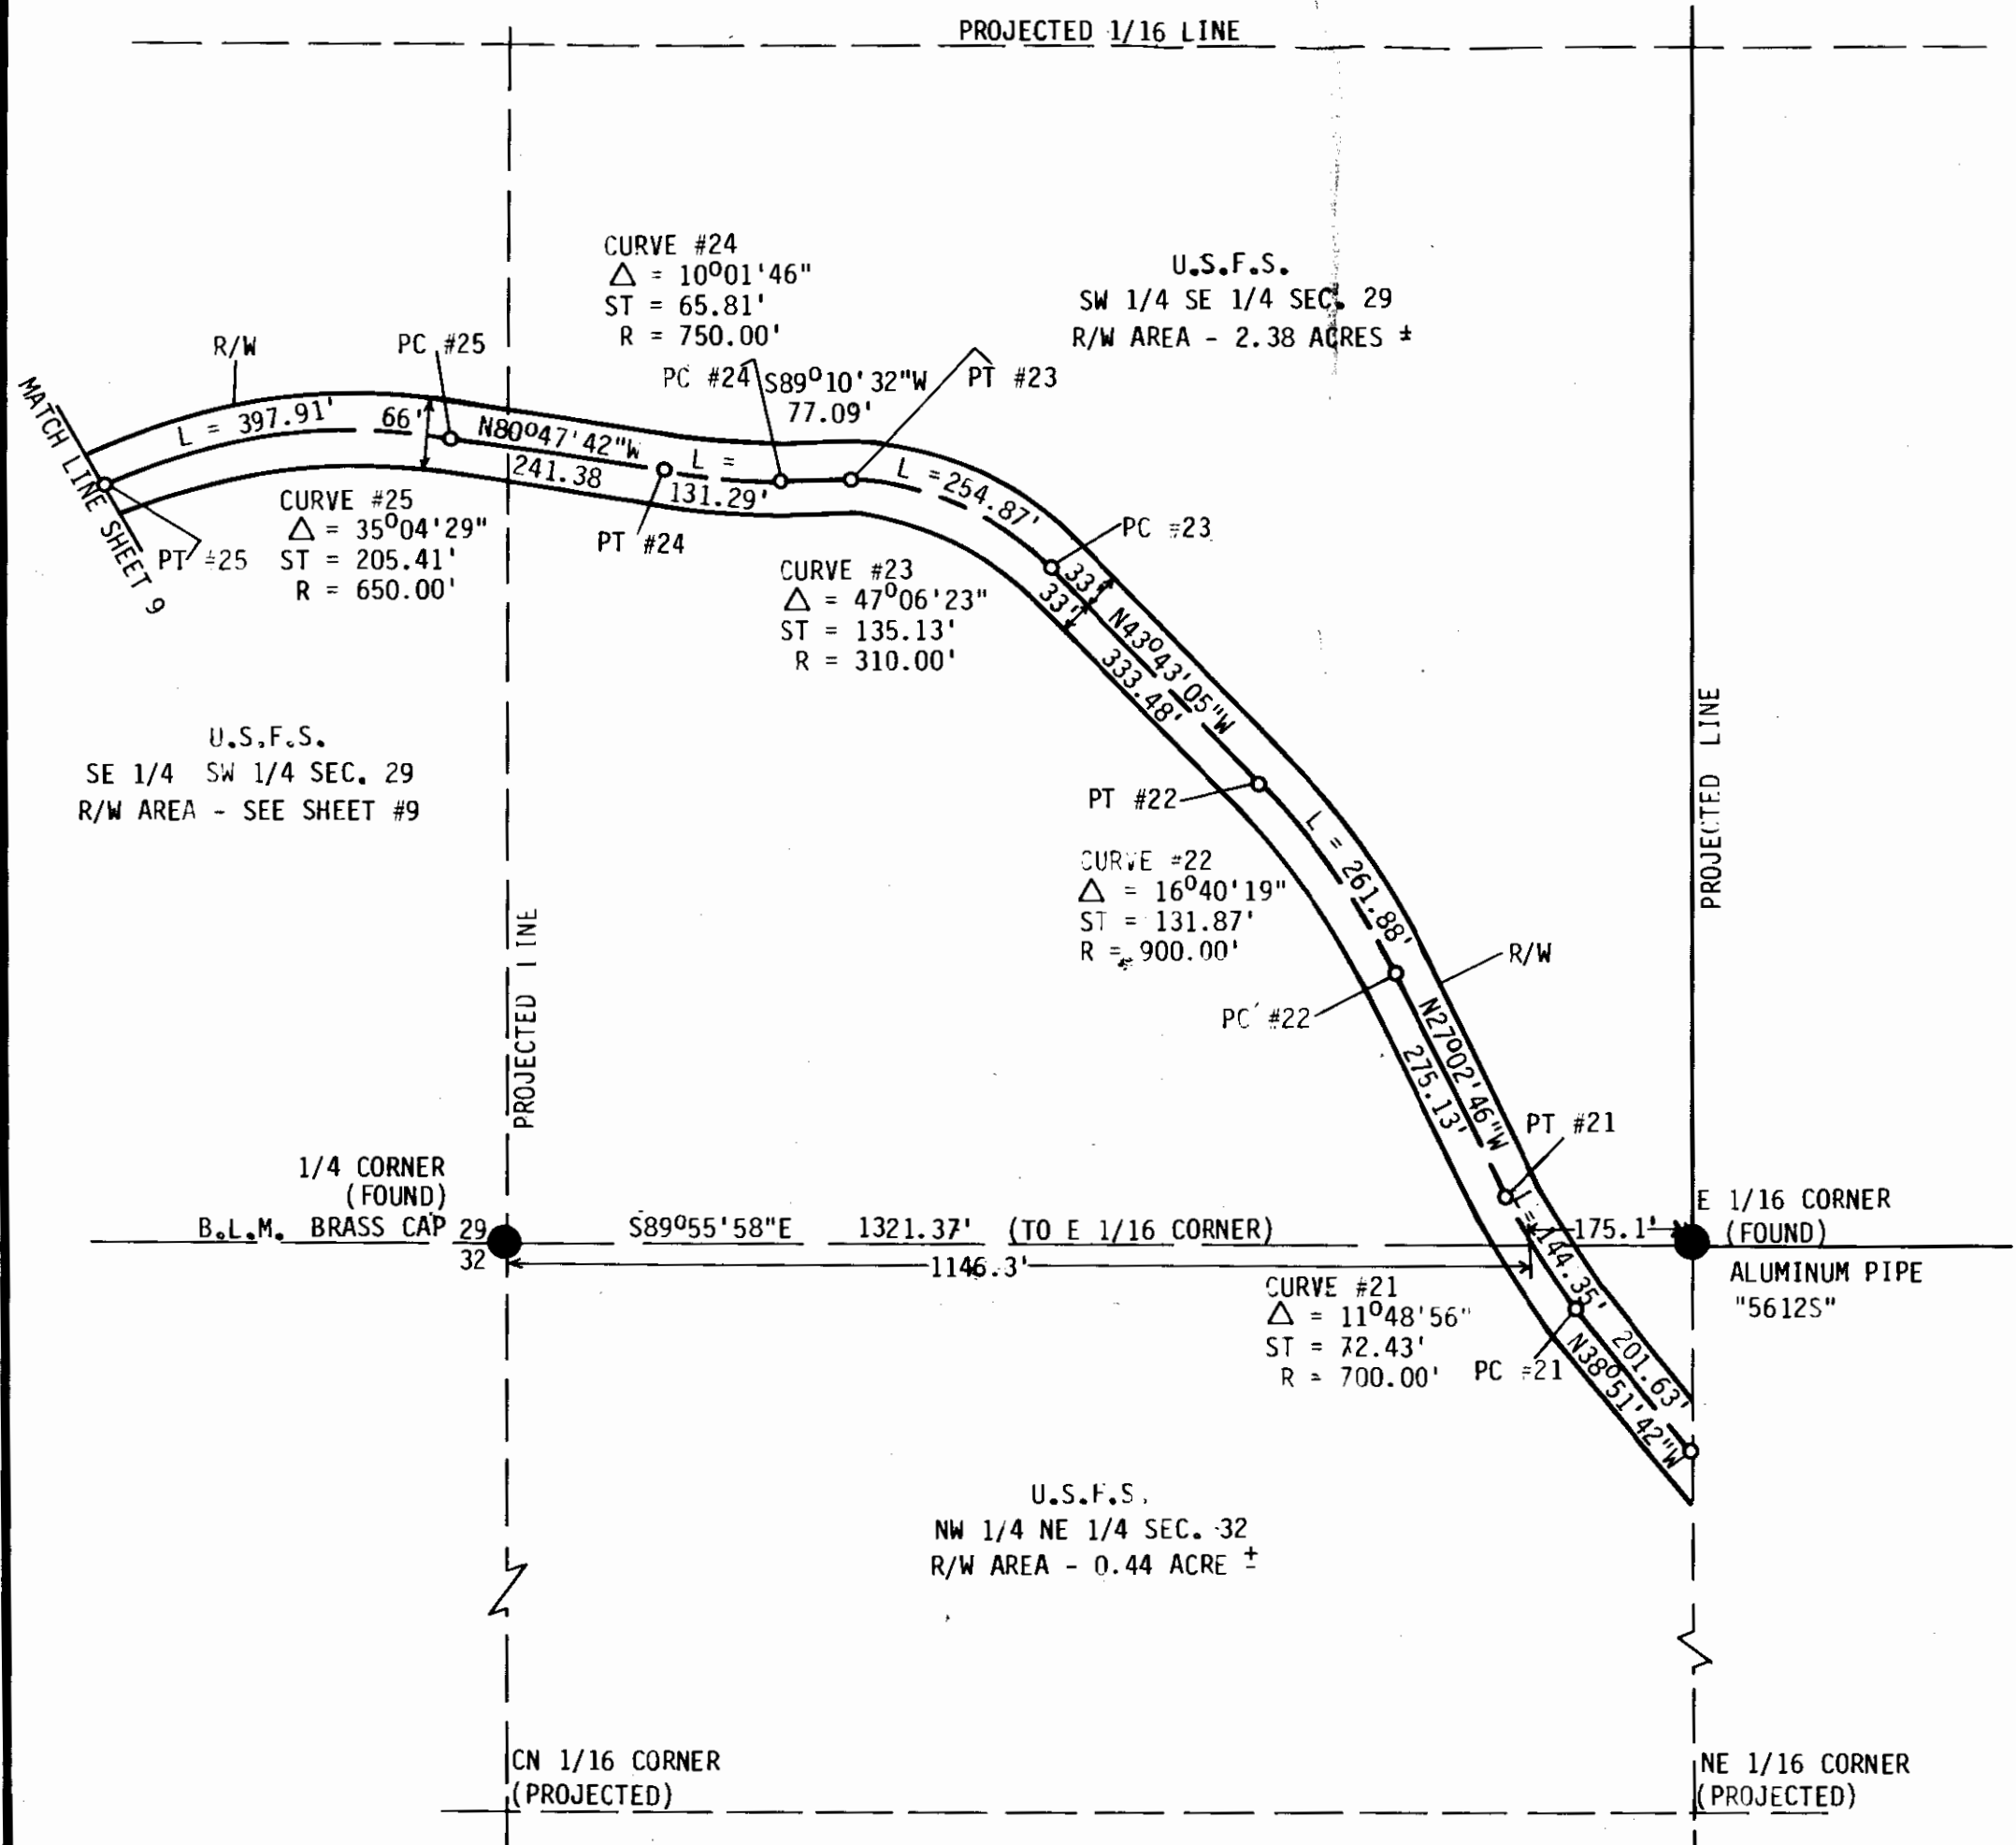 PROJECTED 1/16 LINE
CURVE #24
△ = 10°01'46"
ST = 65.81'
R = 750.00'
U.S.F.S.
SW 1/4 SE 1/4 SEC. 29
R/W AREA - 2.38 ACRES ±
R/W
PC #25
PC #24
S89°10'32"W
77.09'
PT #23
MATCH LINE SHEET 9
L = 397.91'
66'
N80°47'42"W
241.38
L =
131.29'
L = 254.87'
PT #24
PC #23
CURVE #25
△ = 35°04'29"
ST = 205.41'
R = 650.00'
PT #25
CURVE #23
△ = 47°06'23"
ST = 135.13'
R = 310.00'
33'
33'
N43°43'05"W
333.48'
U.S.F.S.
SE 1/4 SW 1/4 SEC. 29
R/W AREA - SEE SHEET #9
PT #22
L = 261.88'
PROJECTED LINE
CURVE #22
△ = 16°40'19"
ST = 131.87'
R = 900.00'
R/W
PC #22
PROJECTED LINE
N27°02'46"W
275.13'
PT #21
1/4 CORNER
(FOUND)
B.L.M. BRASS CAP
29
32
S89°55'58"E 1321.37' (TO E 1/16 CORNER)
1146.3'
L = 144.35'
175.1'
E 1/16 CORNER
(FOUND)
ALUMINUM PIPE
"5612S"
CURVE #21
△ = 11°48'56"
ST = 72.43'
R = 700.00'
PC #21
201.63'
N38°51'42"W
U.S.F.S.
NW 1/4 NE 1/4 SEC. 32
R/W AREA - 0.44 ACRE ±
CN 1/16 CORNER
(PROJECTED)
NE 1/16 CORNER
(PROJECTED)